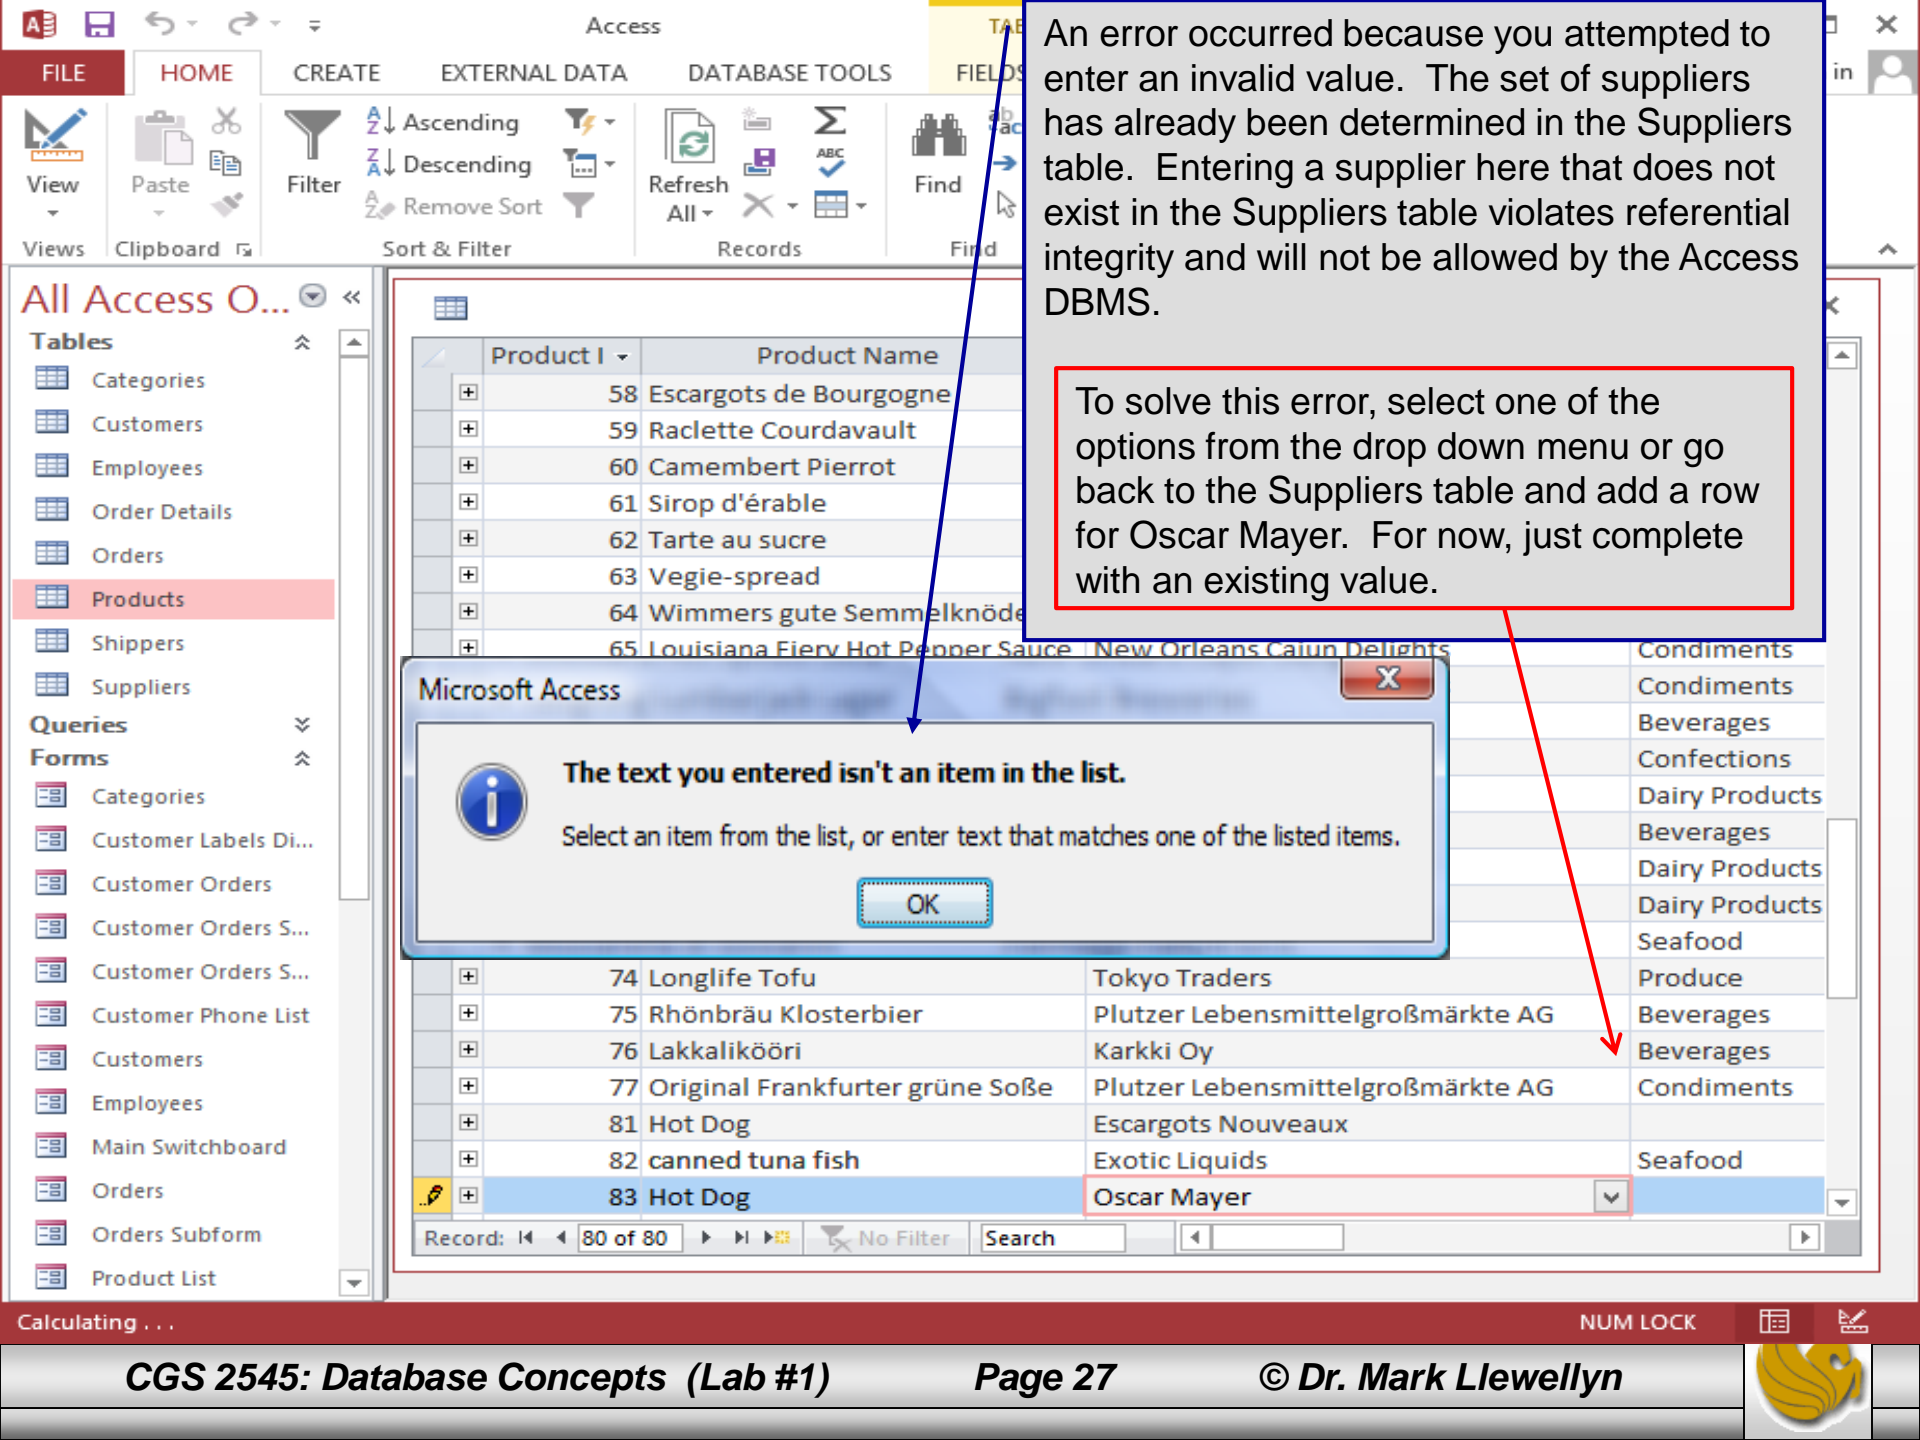 Access
TAB
FILE
HOME
CREATE
EXTERNAL DATA
DATABASE TOOLS
FIELDS
in
View
Paste
Filter
Ascending
Descending
Remove Sort
Refresh
All
ABC
Find
Views
Clipboard
Sort & Filter
Records
Find
An error occurred because you attempted to
enter an invalid value.  The set of suppliers
has already been determined in the Suppliers
table.  Entering a supplier here that does not
exist in the Suppliers table violates referential
integrity and will not be allowed by the Access
DBMS.
To solve this error, select one of the
options from the drop down menu or go
back to the Suppliers table and add a row
for Oscar Mayer.  For now, just complete
with an existing value.
All Access O...
Tables
Categories
Customers
Employees
Order Details
Orders
Products
Shippers
Suppliers
Queries
Forms
Categories
Customer Labels Di...
Customer Orders
Customer Orders S...
Customer Orders S...
Customer Phone List
Customers
Employees
Main Switchboard
Orders
Orders Subform
Product List
Product I
Product Name
58 Escargots de Bourgogne
59 Raclette Courdavault
60 Camembert Pierrot
61 Sirop d'érable
62 Tarte au sucre
63 Vegie-spread
64 Wimmers gute Semmelknöde
65 Louisiana Fiery Hot Pepper Sauce New Orleans Cajun Delights Condiments
Condiments
Beverages
Confections
Dairy Products
Beverages
Dairy Products
Dairy Products
Seafood
Microsoft Access
The text you entered isn't an item in the list.
Select an item from the list, or enter text that matches one of the listed items.
OK
74 Longlife Tofu Tokyo Traders Produce
75 Rhönbräu Klosterbier Plutzer Lebensmittelgroßmärkte AG Beverages
76 Lakkalikööri Karkki Oy Beverages
77 Original Frankfurter grüne Soße Plutzer Lebensmittelgroßmärkte AG Condiments
81 Hot Dog Escargots Nouveaux
82 canned tuna fish Exotic Liquids Seafood
83 Hot Dog Oscar Mayer
Record: 80 of 80 No Filter Search
Calculating . . .
NUM LOCK
CGS 2545: Database Concepts  (Lab #1)
Page 27
© Dr. Mark Llewellyn